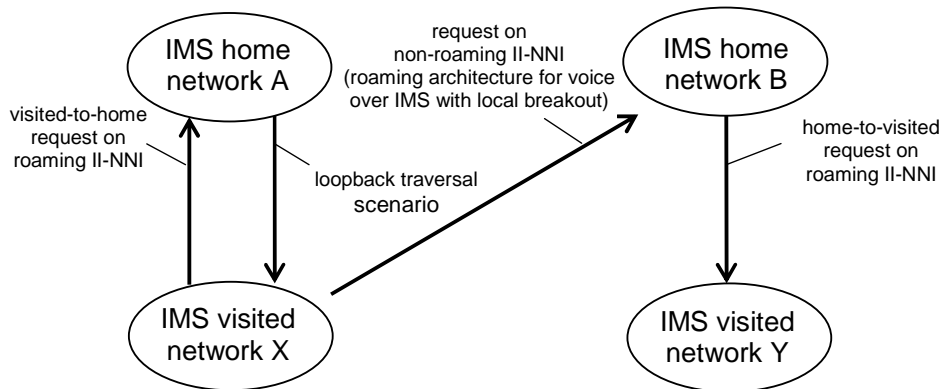 IMS home
network A
request on
non-roaming II-NNI
(roaming architecture for voice
over IMS with local breakout)
IMS home
network B
visited-to-home
request on
roaming II-NNI
loopback traversal
scenario
home-to-visited
request on
roaming II-NNI
IMS visited
network X
IMS visited
network Y